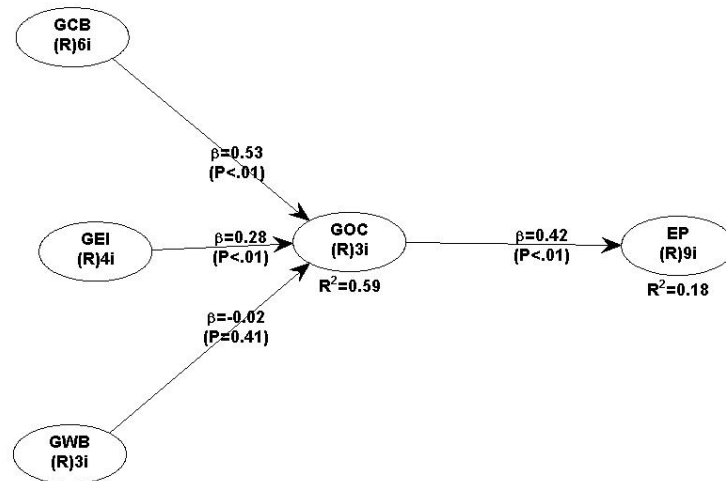 GCB
(R)6i
β=0.53
(P<.01)
GEI
(R)4i
β=0.28
(P<.01)
GOC
(R)3i
R²=0.59
β=0.42
(P<.01)
EP
(R)9i
R²=0.18
β=-0.02
(P=0.41)
GWB
(R)3i